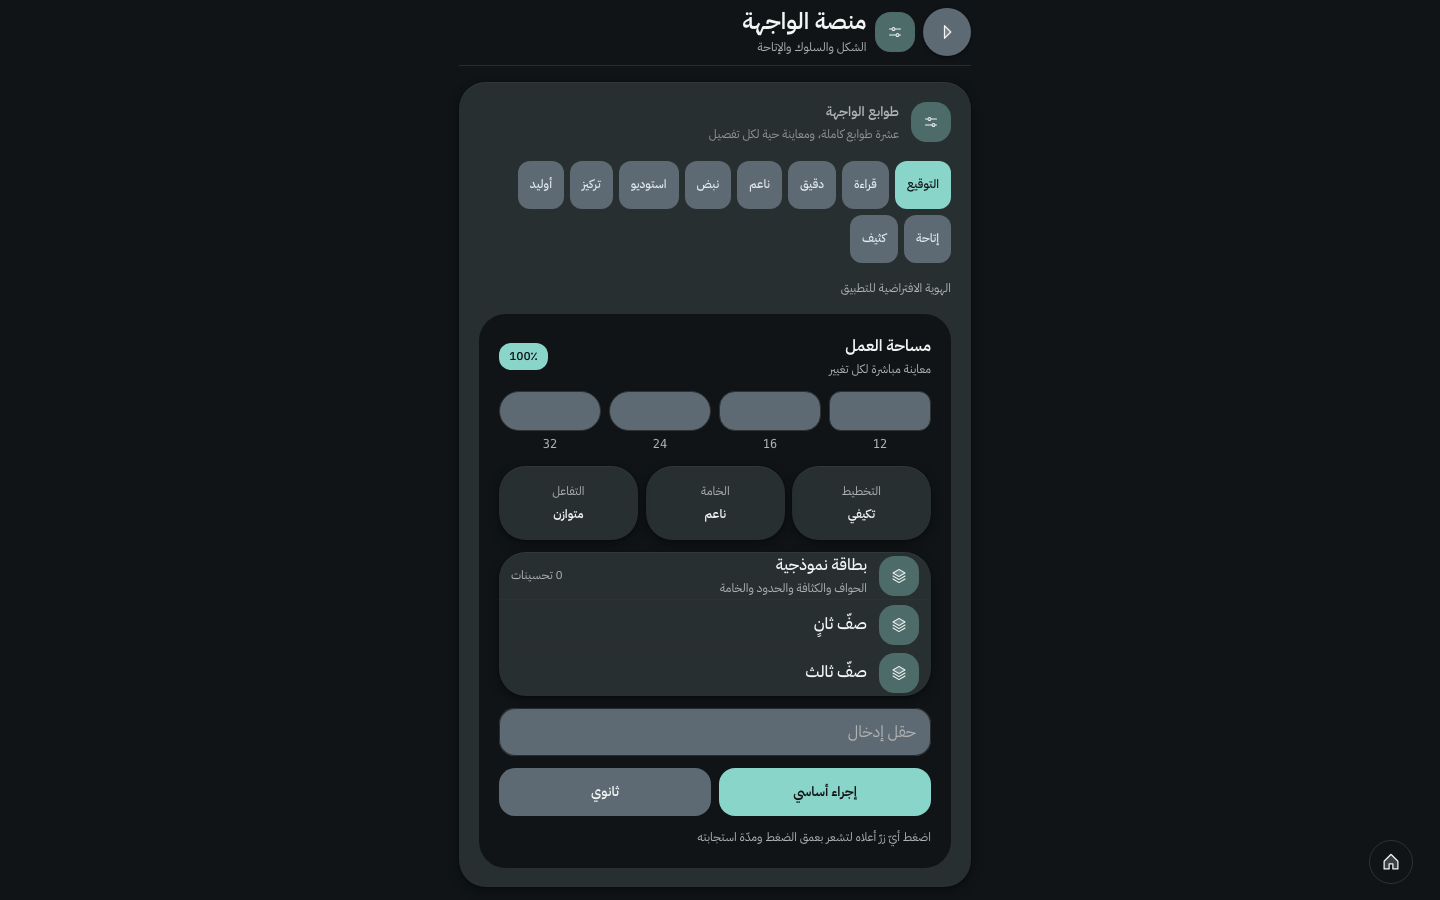 منصة الواجهة
الشكل والسلوك والإتاحة
طوابع الواجهة
عشرة طوابع كاملة، ومعاينة حية لكل تفصيل
التوقيع
قراءة
دقيق
ناعم
نبض
استوديو
تركيز
أوليد
إتاحة
كثيف
الهوية الافتراضية للتطبيق
مساحة العمل
معاينة مباشرة لكل تغيير
100٪
12
16
24
32
التخطيط
تكيفي
الخامة
ناعم
التفاعل
متوازن
بطاقة نموذجية
الحواف والكثافة والحدود والخامة
0 تحسينات
صفّ ثانٍ
صفّ ثالث
حقل إدخال
إجراء أساسي
ثانوي
اضغط أيّ زرّ أعلاه لتشعر بعمق الضغط ومدّة استجابته